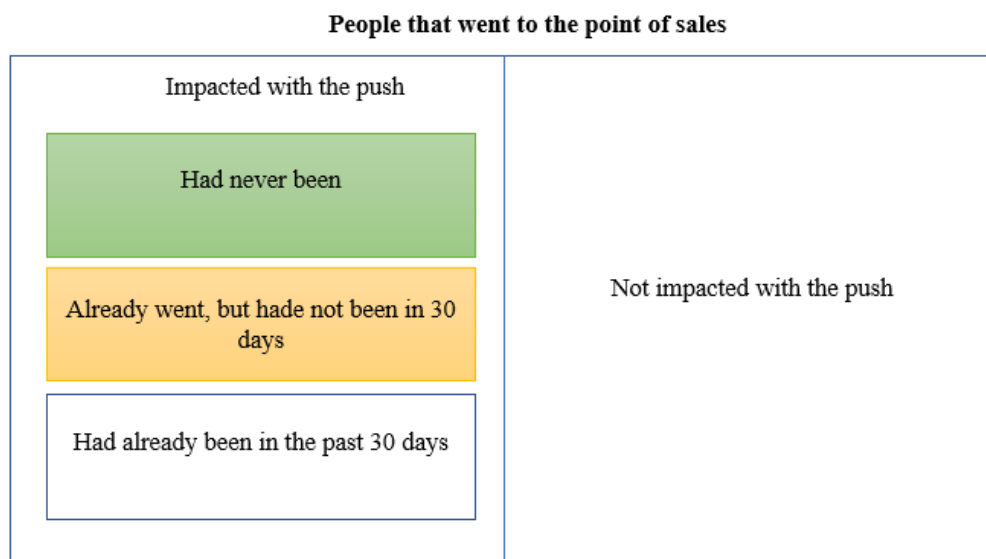 People that went to the point of sales
Impacted with the push
Had never been
Already went, but hade not been in 30
days
Had already been in the past 30 days
Not impacted with the push